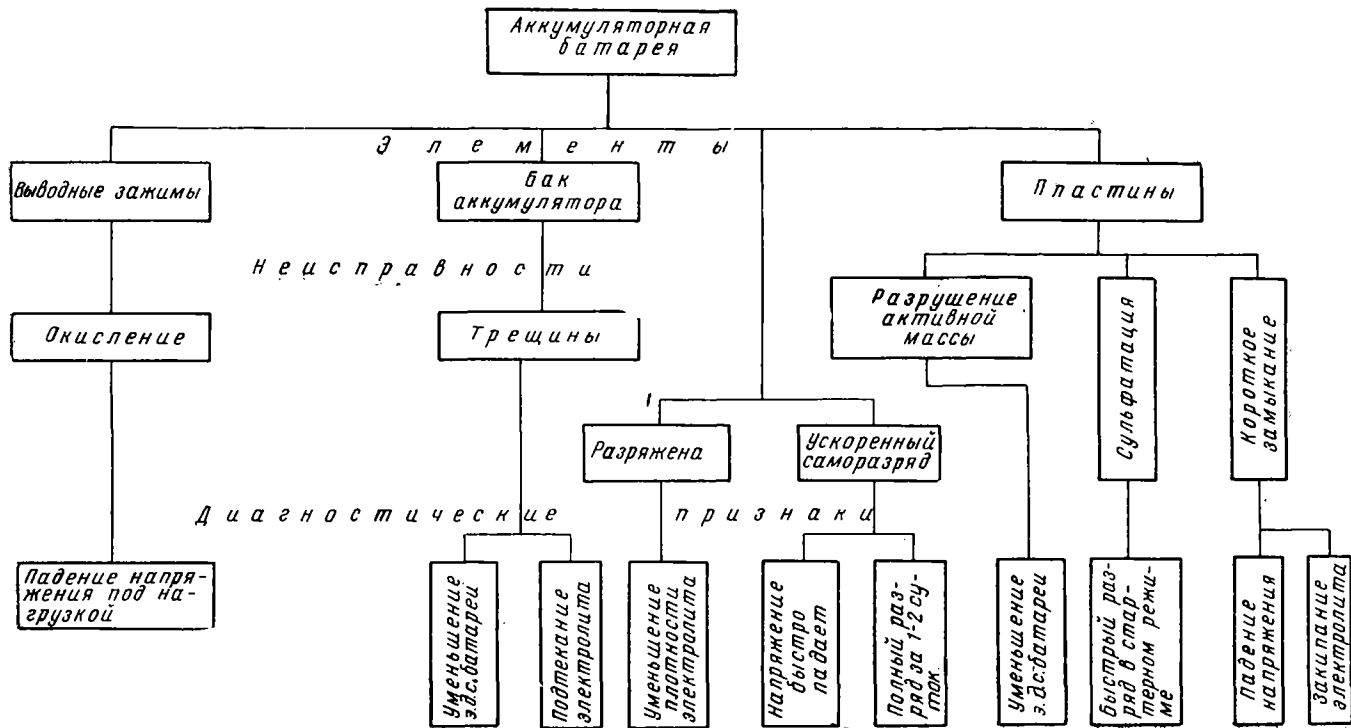 Аккумуляторная
батарея
Элементы
Выводные зажимы
Бак
аккумулятора
Пластины
Неисправности
Окисление
Трещины
Разрушение
активной
массы
Сульфатация
Короткое
замыкание
Разряжена
Ускоренный
саморазряд
Диагностические признаки
Падение напря-
жения под на-
грузкой
Уменьшение
э.д.с. батареи
Подтекание
электролита
Уменьшение
плотности
электролита
Напряжение
быстро
падает
Полный раз-
ряд за 1-2 су-
ток.
Уменьшение
э.д.с. батареи
Быстрый раз-
ряд в стар-
терном режи-
ме
Падение
напряжения
Закипание
электролита